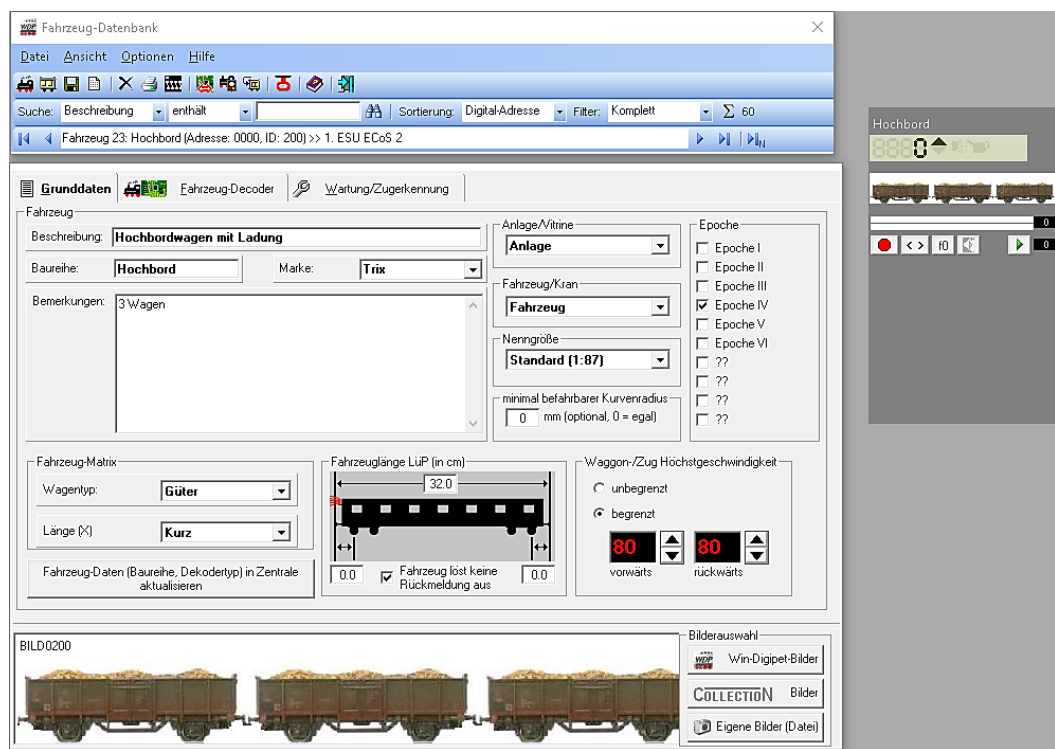 WDP Fahrzeug-Datenbank
Datei Ansicht Optionen Hilfe
Suche: Beschreibung enthält Sortierung: Digital-Adresse Filter: Komplett Σ 60
Fahrzeug 23: Hochbord (Adresse: 0000, ID: 200) >> 1. ESU ECoS 2
N
Grunddaten Fahrzeug-Decoder Wartung/Zugerkennung
Fahrzeug
Beschreibung: Hochbordwagen mit Ladung
Baureihe: Hochbord Marke: Trix
Bemerkungen: 3 Wagen
Anlage/Vitrine
Anlage
Fahrzeug/Kran
Fahrzeug
Nenngröße
Standard (1:87)
minimal befahrbarer Kurvenradius
0 mm (optional, 0 = egal)
Epoche
Epoche I
Epoche II
Epoche III
Epoche IV
Epoche V
Epoche VI
??
??
??
??
Fahrzeug-Matrix
Wagentyp: Güter
Länge (X) Kurz
Fahrzeug-Daten (Baureihe, Dekodertyp) in Zentrale
aktualisieren
Fahrzeuglänge LüP (in cm)
32.0
0.0 Fahrzeug löst keine 0.0
Rückmeldung aus
Waggon-/Zug Höchstgeschwindigkeit
unbegrenzt
begrenzt
80 80
vorwärts rückwärts
BILD0200
Bilderauswahl
WDP Win-Digipet-Bilder
COLLECTION Bilder
Eigene Bilder (Datei)
Hochbord
0
0
< > f0 0